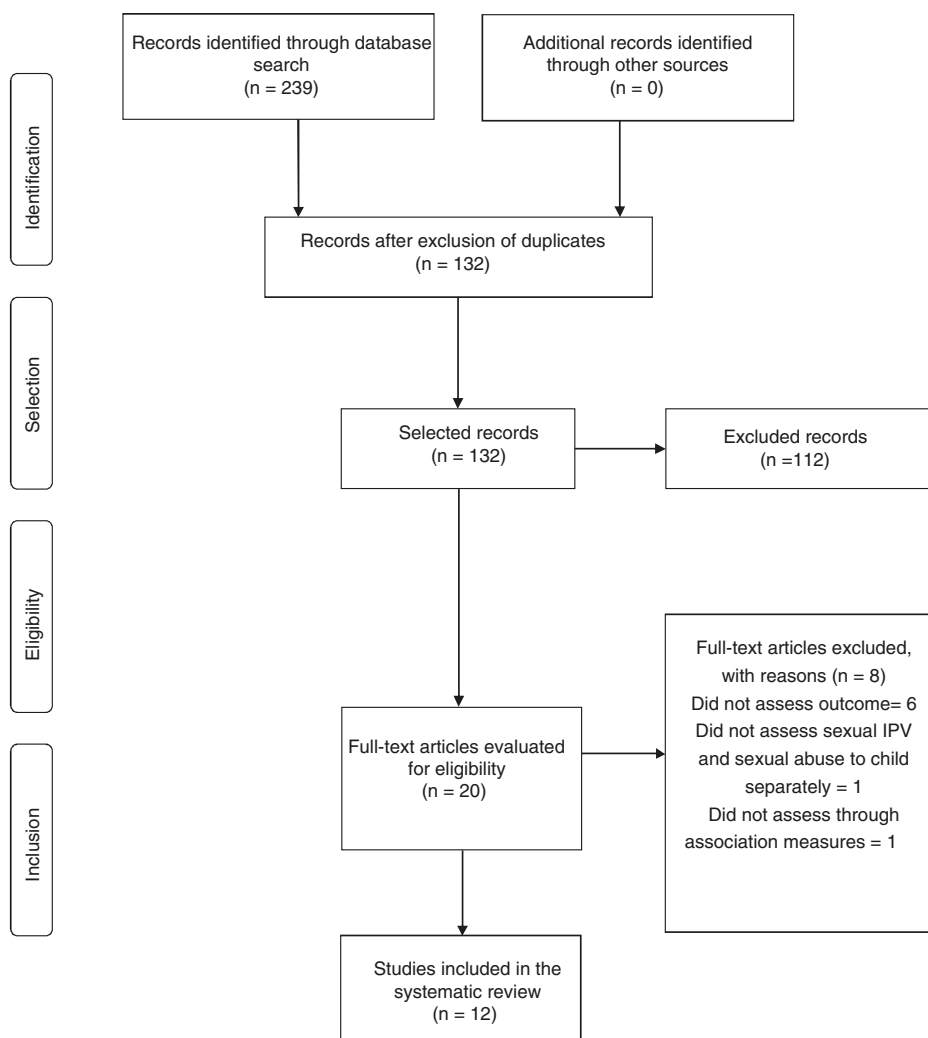 Records identified through database
search
(n = 239)
Additional records identified
through other sources
(n = 0)
Identification
Records after exclusion of duplicates
(n = 132)
Selection
Selected records
(n = 132)
Excluded records
(n =112)
Eligibility
Full-text articles excluded,
with reasons (n = 8)
Did not assess outcome= 6
Did not assess sexual IPV
and sexual abuse to child
separately = 1
Did not assess through
association measures = 1
Full-text articles evaluated
for eligibility
(n = 20)
Inclusion
Studies included in the
systematic review
(n = 12)